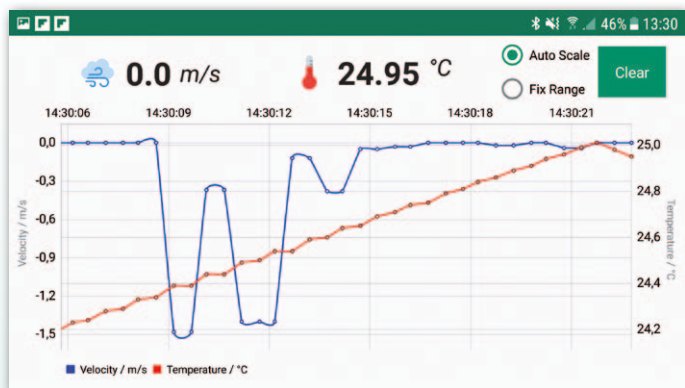 46% 13:30
0.0 m/s
24.95 °C
Auto Scale
Fix Range
Clear
14:30:06 14:30:09 14:30:12 14:30:15 14:30:18 14:30:21
Velocity / m/s
0,0
-0,3
-0,6
-0,9
-1,2
-1,5
25,0
24,8
24,6
24,4
24,2
Temperature / °C
Velocity / m/s Temperature / °C